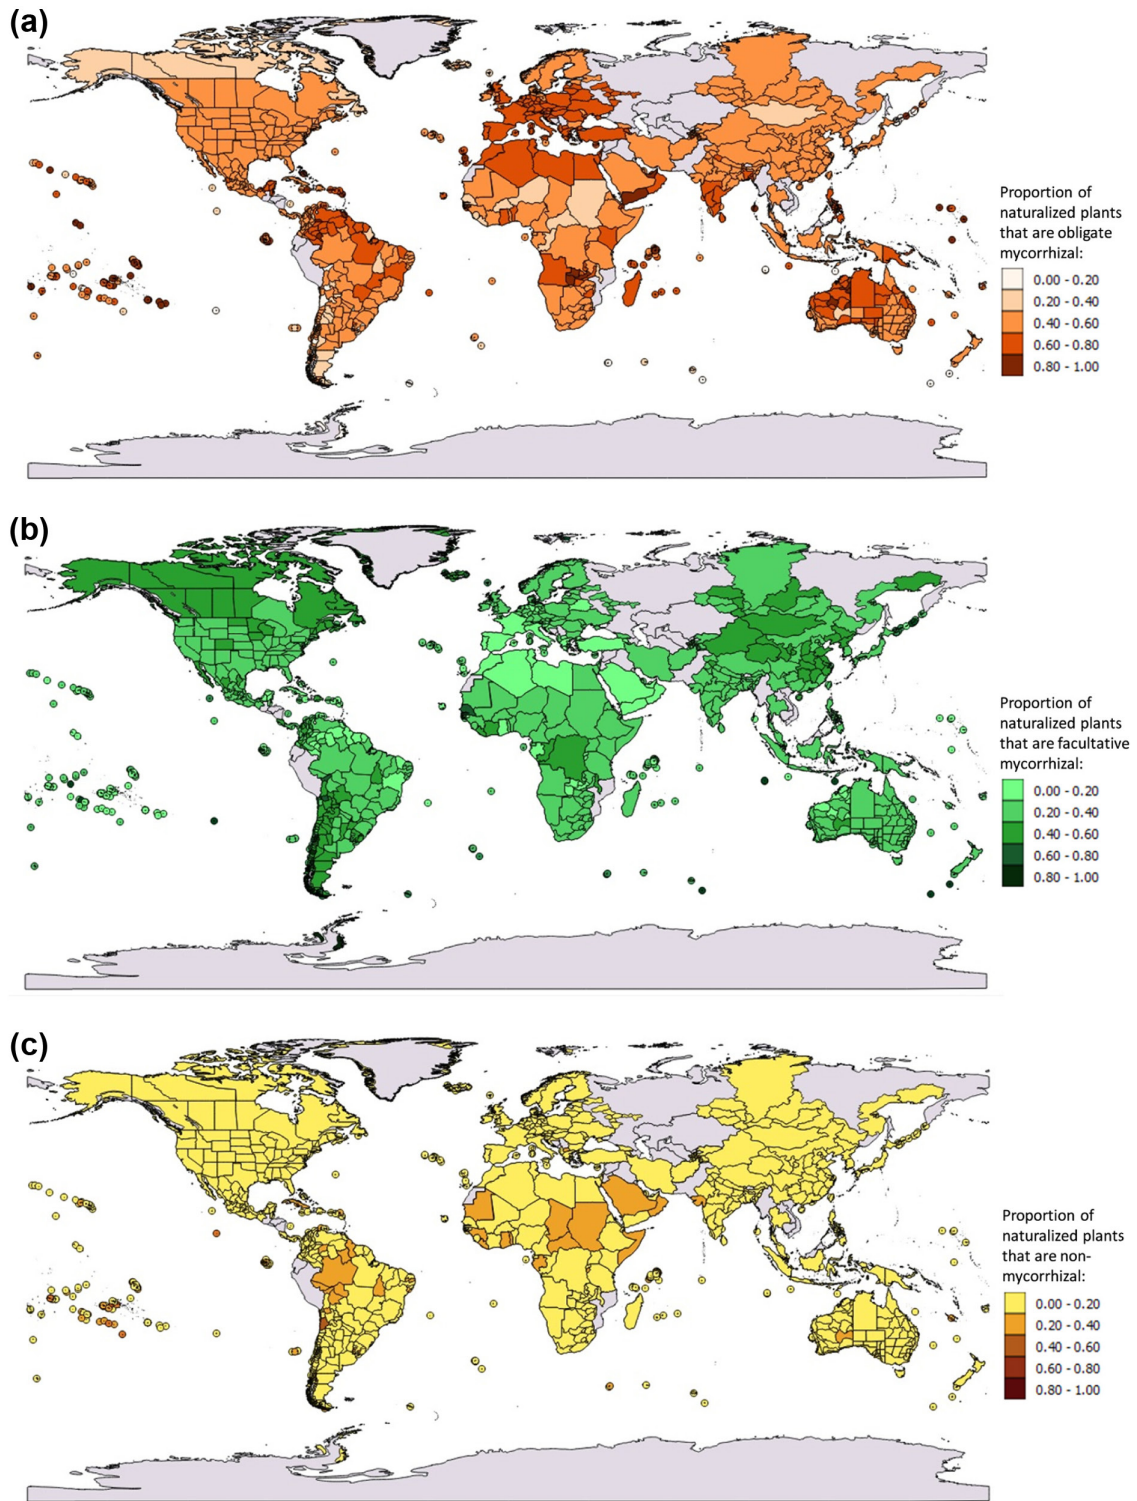 (a)
Proportion of
naturalized plants
that are obligate
mycorrhizal:
0.00 - 0.20
0.20 - 0.40
0.40 - 0.60
0.60 - 0.80
0.80 - 1.00
(b)
Proportion of
naturalized plants
that are facultative
mycorrhizal:
0.00 - 0.20
0.20 - 0.40
0.40 - 0.60
0.60 - 0.80
0.80 - 1.00
(c)
Proportion of
naturalized plants
that are non-
mycorrhizal:
0.00 - 0.20
0.20 - 0.40
0.40 - 0.60
0.60 - 0.80
0.80 - 1.00